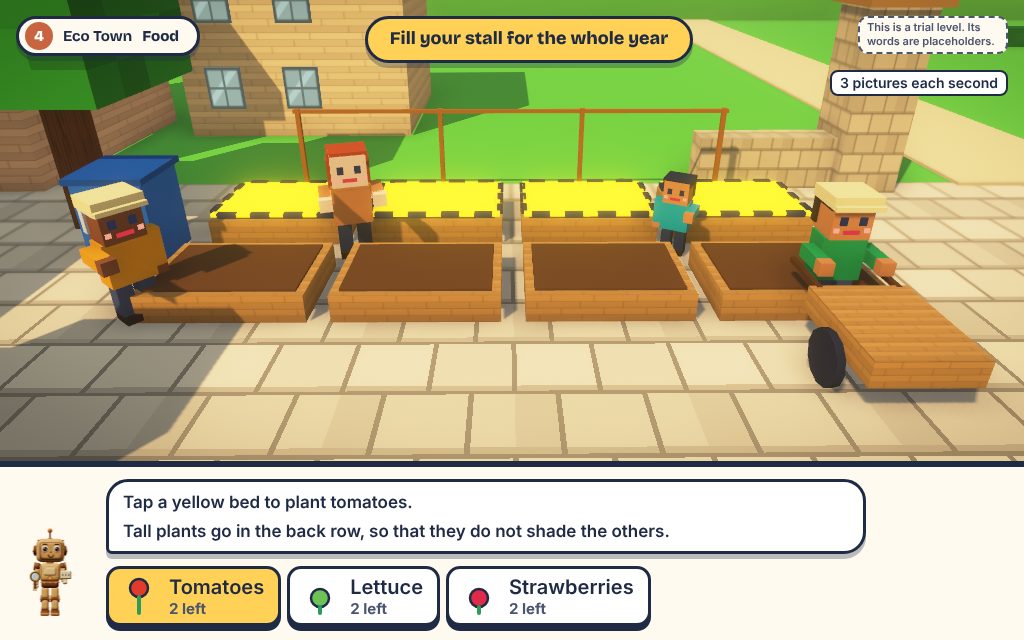 4 Eco Town Food
Fill your stall for the whole year
This is a trial level. Its
words are placeholders.
3 pictures each second
Tap a yellow bed to plant tomatoes.
Tall plants go in the back row, so that they do not shade the others.
Tomatoes
2 left
Lettuce
2 left
Strawberries
2 left